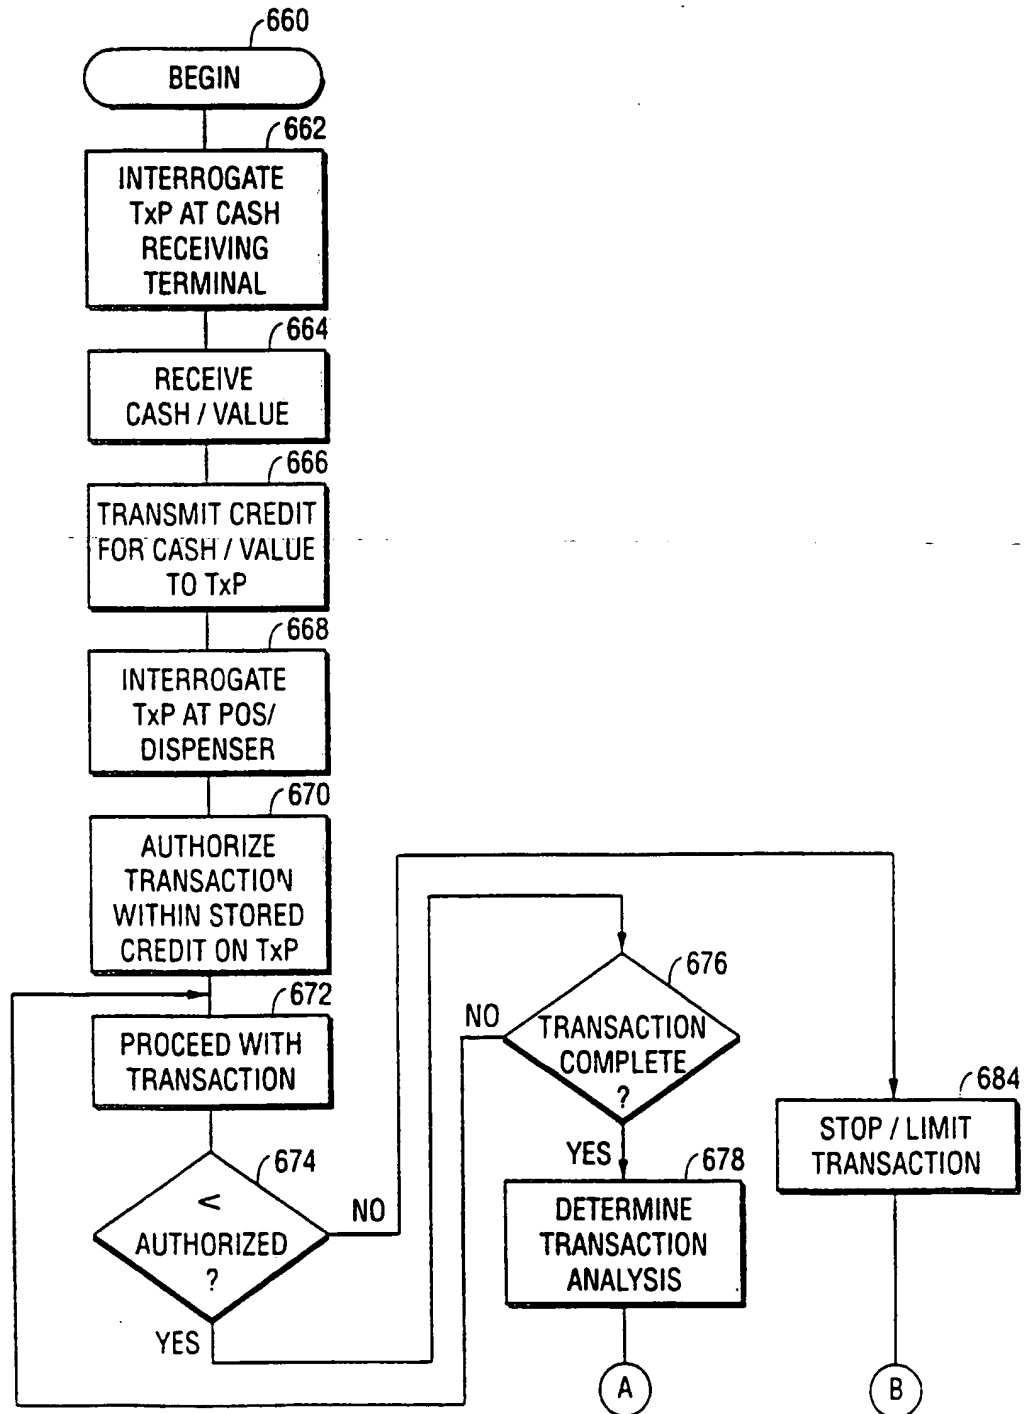 660
BEGIN
662
INTERROGATE
TxP AT CASH
RECEIVING
TERMINAL
664
RECEIVE
CASH / VALUE
666
TRANSMIT CREDIT
FOR CASH / VALUE
TO TxP
668
INTERROGATE
TxP AT POS/
DISPENSER
670
AUTHORIZE
TRANSACTION
WITHIN STORED
CREDIT ON TxP
672
PROCEED WITH
TRANSACTION
674
<
AUTHORIZED
?
NO
YES
676
TRANSACTION
COMPLETE
?
NO
YES
678
DETERMINE
TRANSACTION
ANALYSIS
A
684
STOP / LIMIT
TRANSACTION
B